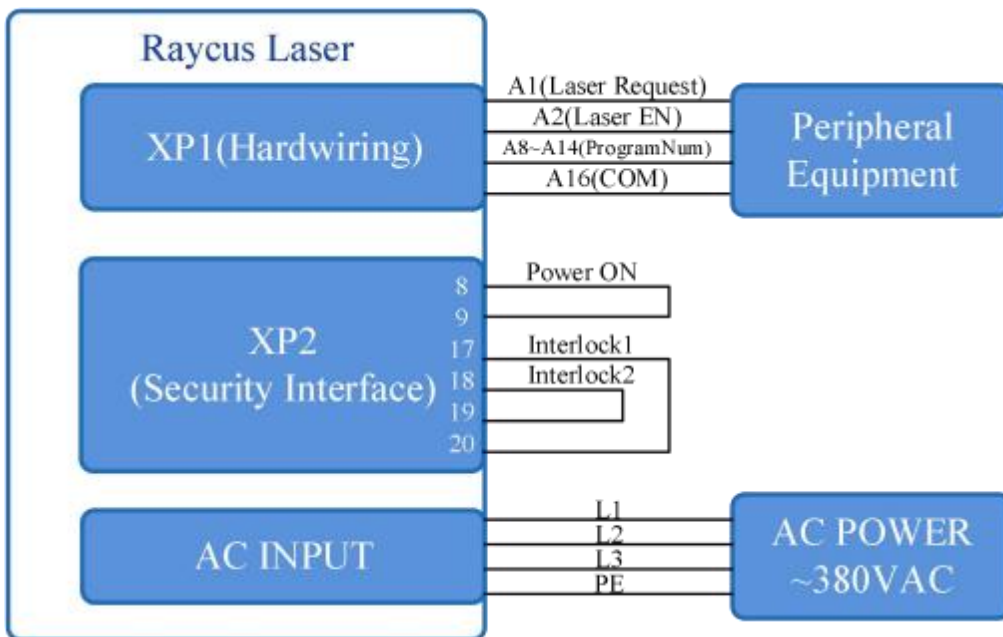 Raycus Laser
XP1(Hardwiring)
A1(Laser Request)
A2(Laser EN)
A8~A14(ProgramNum)
A16(COM)
Peripheral
Equipment
XP2
(Security Interface)
8
9
17
18
19
20
Power ON
Interlock1
Interlock2
AC INPUT
L1
L2
L3
PE
AC POWER
~380VAC